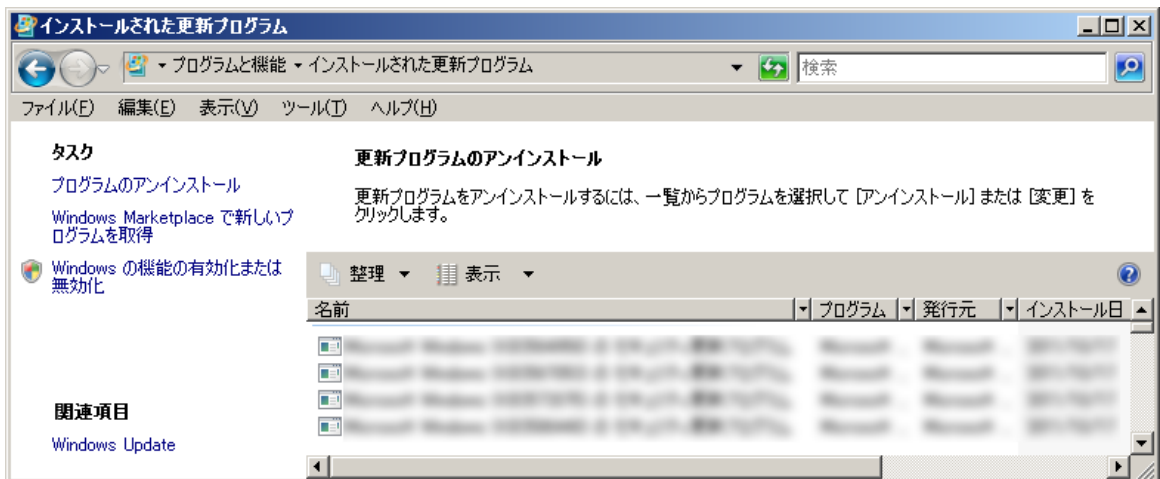 インストールされた更新プログラム
プログラムと機能 インストールされた更新プログラム
検索
ファイル(F) 編集(E) 表示(V) ツール(T) ヘルプ(H)
タスク
プログラムのアンインストール
Windows Marketplace で新しいプ
ログラムを取得
Windows の機能の有効化または
無効化
関連項目
Windows Update
更新プログラムのアンインストール
更新プログラムをアンインストールするには、一覧からプログラムを選択して [アンインストール] または [変更] を
クリックします。
整理 表示
名前 プログラム 発行元 インストール日